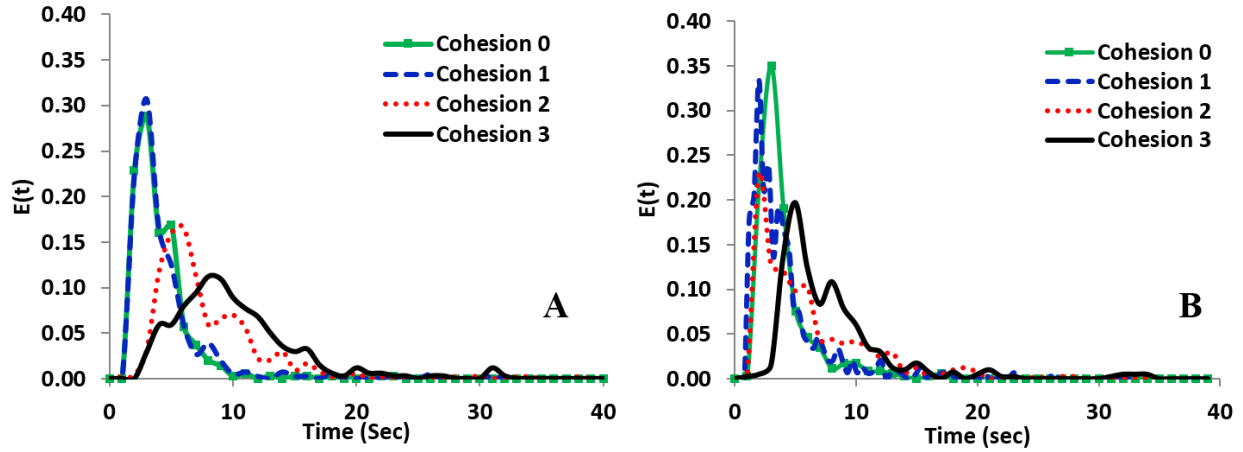 0.40
0.35
0.30
0.25
0.20
0.15
0.10
0.05
0.00
E(t)
0 10 20 30 40
Time (Sec)
Cohesion 0
Cohesion 1
Cohesion 2
Cohesion 3
A
0.40
0.35
0.30
0.25
0.20
0.15
0.10
0.05
0.00
E(t)
0 10 20 30 40
Time (sec)
Cohesion 0
Cohesion 1
Cohesion 2
Cohesion 3
B